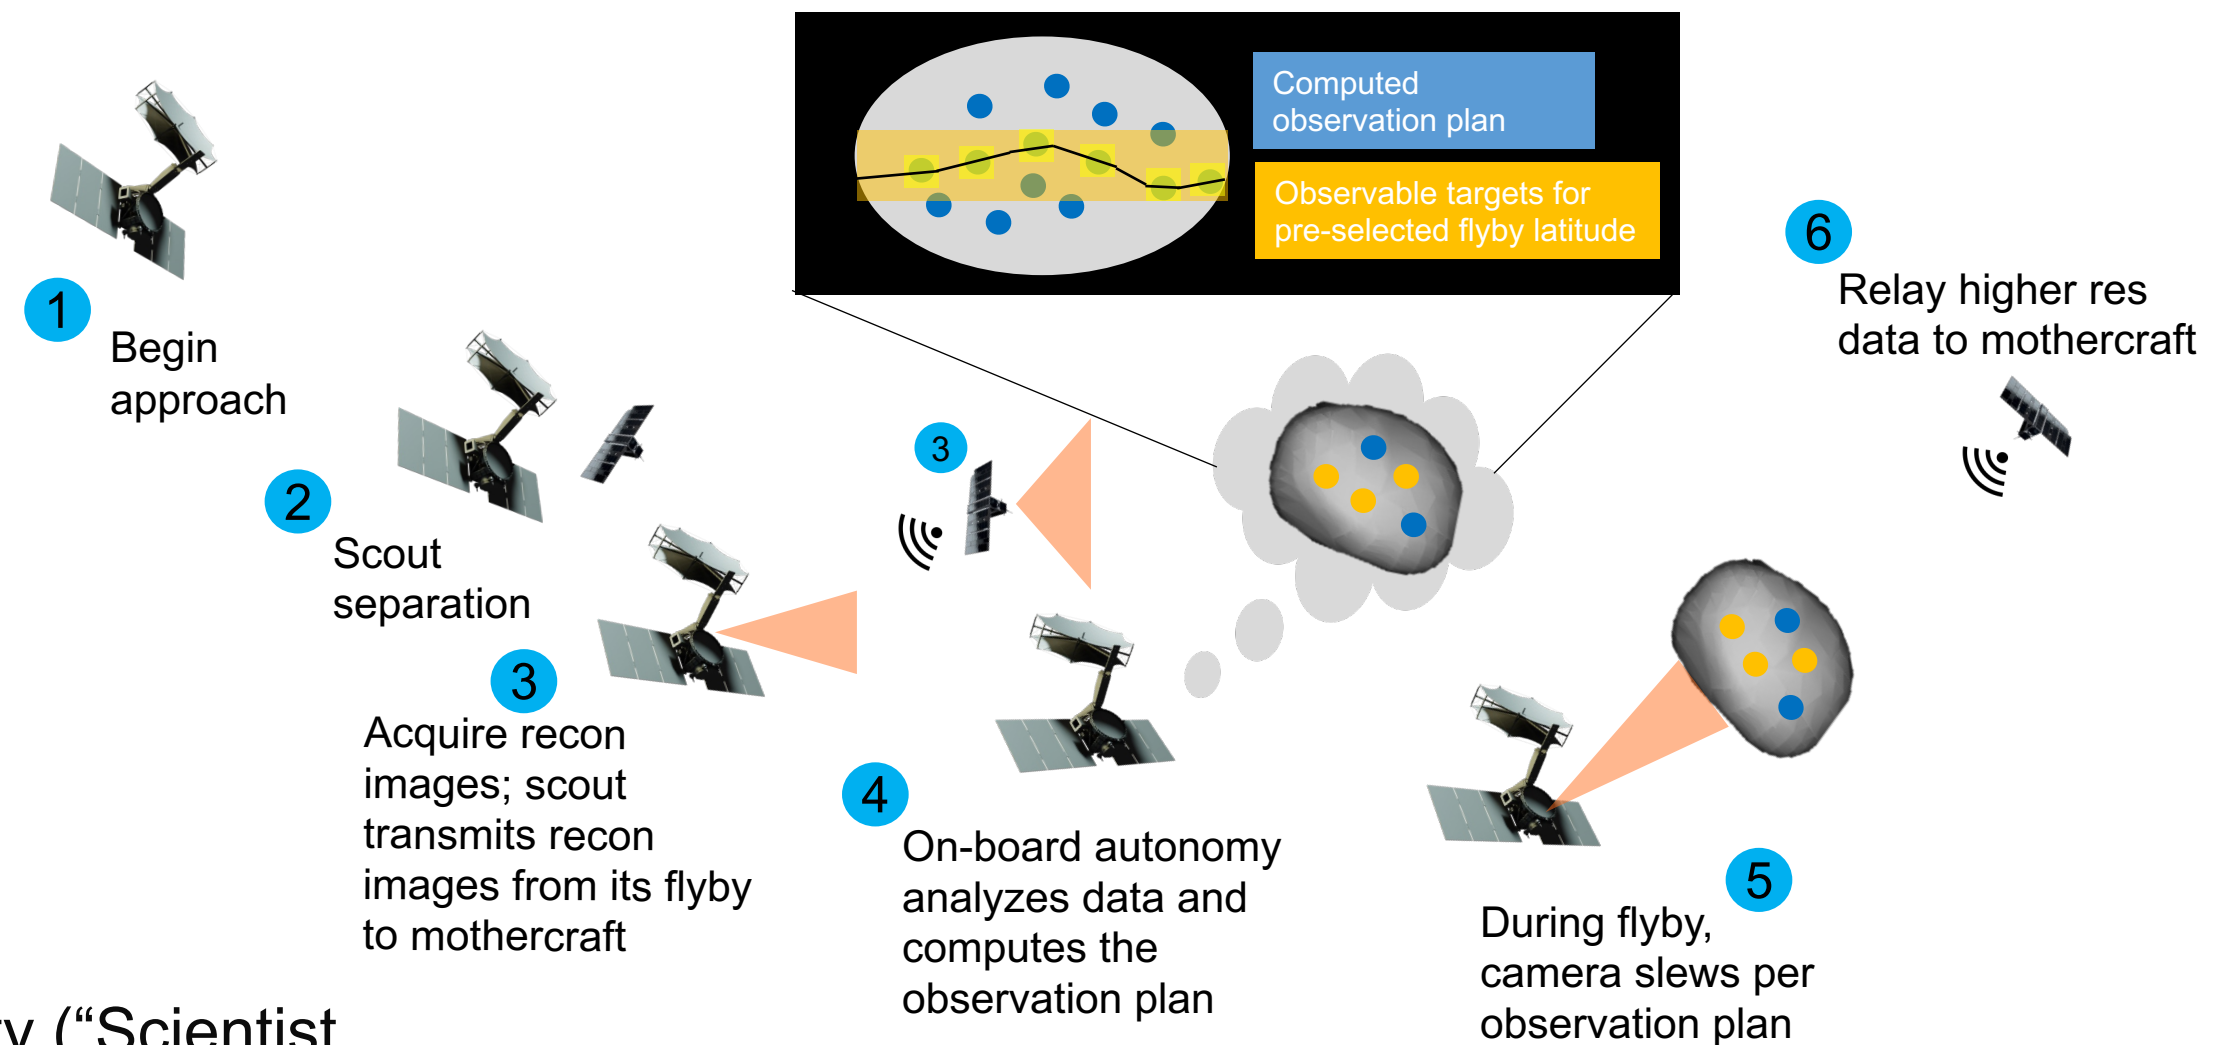 Computed
observation plan
Observable targets for
pre-selected flyby latitude
1
Begin
approach
2
Scout
separation
3
Acquire recon
images; scout
transmits recon
images from its flyby
to mothercraft
3
4
On-board autonomy
analyzes data and
computes the
observation plan
5
During flyby,
camera slews per
observation plan
6
Relay higher res
data to mothercraft
("Scientist